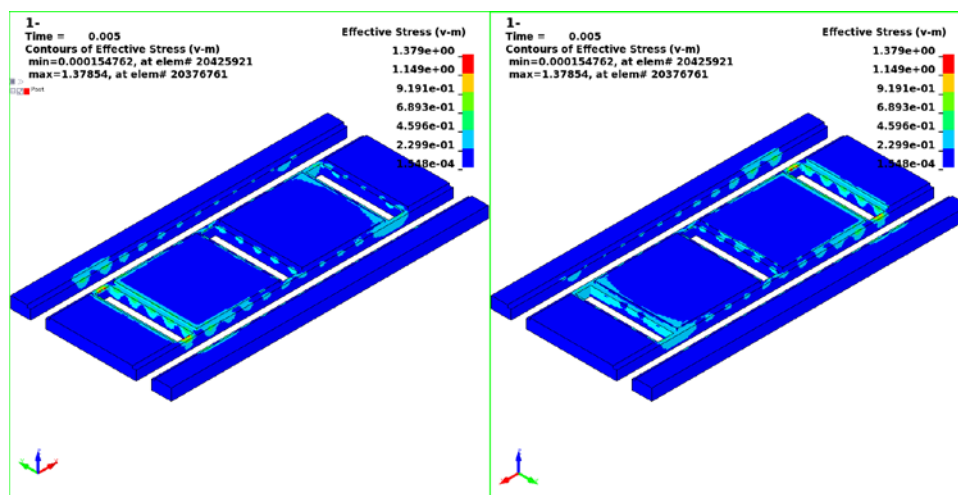 1-
Time = 0.005
Contours of Effective Stress (v-m)
min=0.000154762, at elem# 20425921
max=1.37854, at elem# 20376761
Part
Effective Stress (v-m)
1.379e+00
1.149e+00
9.191e-01
6.893e-01
4.596e-01
2.299e-01
1.548e-04
1-
Time = 0.005
Contours of Effective Stress (v-m)
min=0.000154762, at elem# 20425921
max=1.37854, at elem# 20376761
Effective Stress (v-m)
1.379e+00
1.149e+00
9.191e-01
6.893e-01
4.596e-01
2.299e-01
1.548e-04